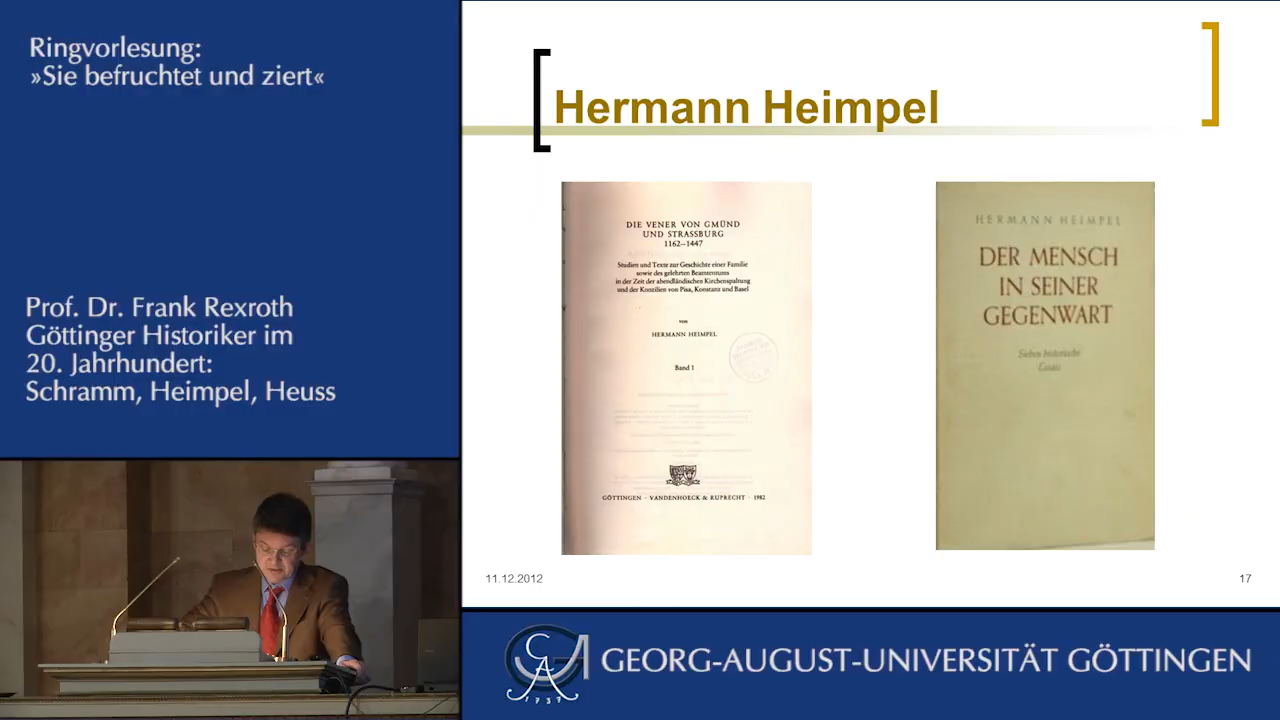 Ringvorlesung:
»Sie befruchtet und ziert«
Prof. Dr. Frank Rexroth
Göttinger Historiker im
20. Jahrhundert:
Schramm, Heimpel, Heuss
Hermann Heimpel
DIE VENER VON GMÜND
UND STRASSBURG
1162–1447
Studien und Texte zur Geschichte einer Familie
sowie des gelehrten Beamtentums
in der Zeit der abendländischen Kirchenspaltung
und der Konzilien von Pisa, Konstanz und Basel
von
HERMANN HEIMPEL
Band 1
GÖTTINGEN · VANDENHOECK & RUPRECHT · 1982
HERMANN HEIMPEL
DER MENSCH
IN SEINER
GEGENWART
Sieben historische
Essais
11.12.2012
17
GEORG-AUGUST-UNIVERSITÄT GÖTTINGEN
1737